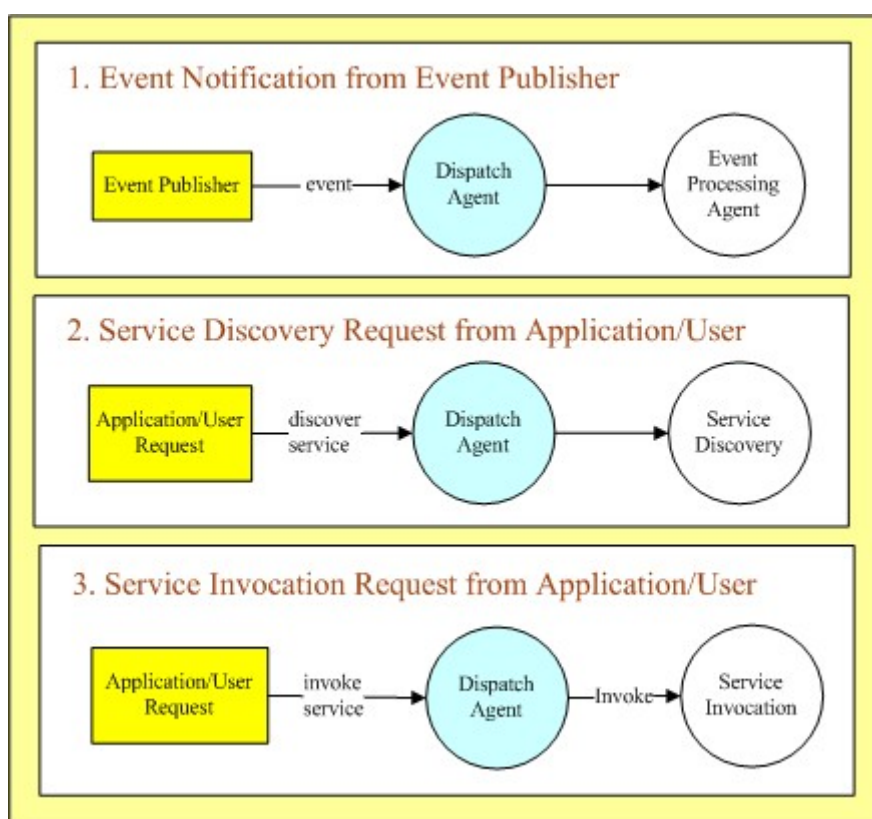 1. Event Notification from Event Publisher
Event Publisher
event
Dispatch
Agent
Event
Processing
Agent
2. Service Discovery Request from Application/User
Application/User
Request
discover
service
Dispatch
Agent
Service
Discovery
3. Service Invocation Request from Application/User
Application/User
Request
invoke
service
Dispatch
Agent
Invoke
Service
Invocation